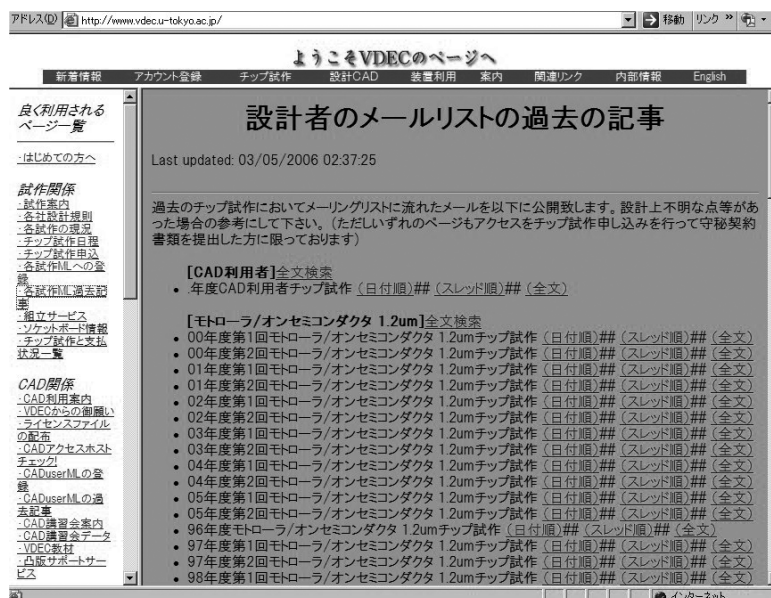 アドレス(D) http://www.vdec.u-tokyo.ac.jp/ 移動 リンク »
ようこそVDECのページへ
新着情報 アカウント登録 チップ試作 設計CAD 装置利用 案内 関連リンク 内部情報 English
良く利用される
ページ一覧
・はじめての方へ
試作関係
・試作案内
・各社設計規則
・各試作の現況
・チップ試作日程
・チップ試作申込
・各試作MLへの登
録
・各試作ML過去記
事
・組立サービス
・ソケットボード情報
・チップ試作と支払
状況一覧
CAD関係
・CAD利用案内
・VDECからの御願い
・ライセンスファイル
の配布
・CADアクセスホスト
チェック!
・CADuserMLの登
録
・CADuserMLの過
去記事
・CAD講習会案内
・CAD講習会データ
・VDEC教材
・凸版サポートサー
ビス
設計者のメールリストの過去の記事
Last updated: 03/05/2006 02:37:25
過去のチップ試作においてメーリングリストに流れたメールを以下に公開致します。設計上不明な点等があ
った場合の参考にして下さい。（ただしいずれのページもアクセスをチップ試作申し込みを行って守秘契約
書類を提出した方に限っております）
[CAD利用者]全文検索
• .年度CAD利用者チップ試作 (日付順)## (スレッド順)## (全文)
[モトローラ/オンセミコンダクタ 1.2um]全文検索
• 00年度第1回モトローラ/オンセミコンダクタ 1.2umチップ試作 (日付順)## (スレッド順)## (全文)
• 00年度第2回モトローラ/オンセミコンダクタ 1.2umチップ試作 (日付順)## (スレッド順)## (全文)
• 01年度第1回モトローラ/オンセミコンダクタ 1.2umチップ試作 (日付順)## (スレッド順)## (全文)
• 01年度第2回モトローラ/オンセミコンダクタ 1.2umチップ試作 (日付順)## (スレッド順)## (全文)
• 02年度第1回モトローラ/オンセミコンダクタ 1.2umチップ試作 (日付順)## (スレッド順)## (全文)
• 02年度第2回モトローラ/オンセミコンダクタ 1.2umチップ試作 (日付順)## (スレッド順)## (全文)
• 03年度第1回モトローラ/オンセミコンダクタ 1.2umチップ試作 (日付順)## (スレッド順)## (全文)
• 03年度第2回モトローラ/オンセミコンダクタ 1.2umチップ試作 (日付順)## (スレッド順)## (全文)
• 04年度第1回モトローラ/オンセミコンダクタ 1.2umチップ試作 (日付順)## (スレッド順)## (全文)
• 04年度第2回モトローラ/オンセミコンダクタ 1.2umチップ試作 (日付順)## (スレッド順)## (全文)
• 05年度第1回モトローラ/オンセミコンダクタ 1.2umチップ試作 (日付順)## (スレッド順)## (全文)
• 05年度第2回モトローラ/オンセミコンダクタ 1.2umチップ試作 (日付順)## (スレッド順)## (全文)
• 96年度モトローラ/オンセミコンダクタ 1.2umチップ試作 (日付順)## (スレッド順)## (全文)
• 97年度第1回モトローラ/オンセミコンダクタ 1.2umチップ試作 (日付順)## (スレッド順)## (全文)
• 97年度第2回モトローラ/オンセミコンダクタ 1.2umチップ試作 (日付順)## (スレッド順)## (全文)
• 98年度第1回モトローラ/オンセミコンダクタ 1.2umチップ試作 (日付順)## (スレッド順)## (全文)
インターネット